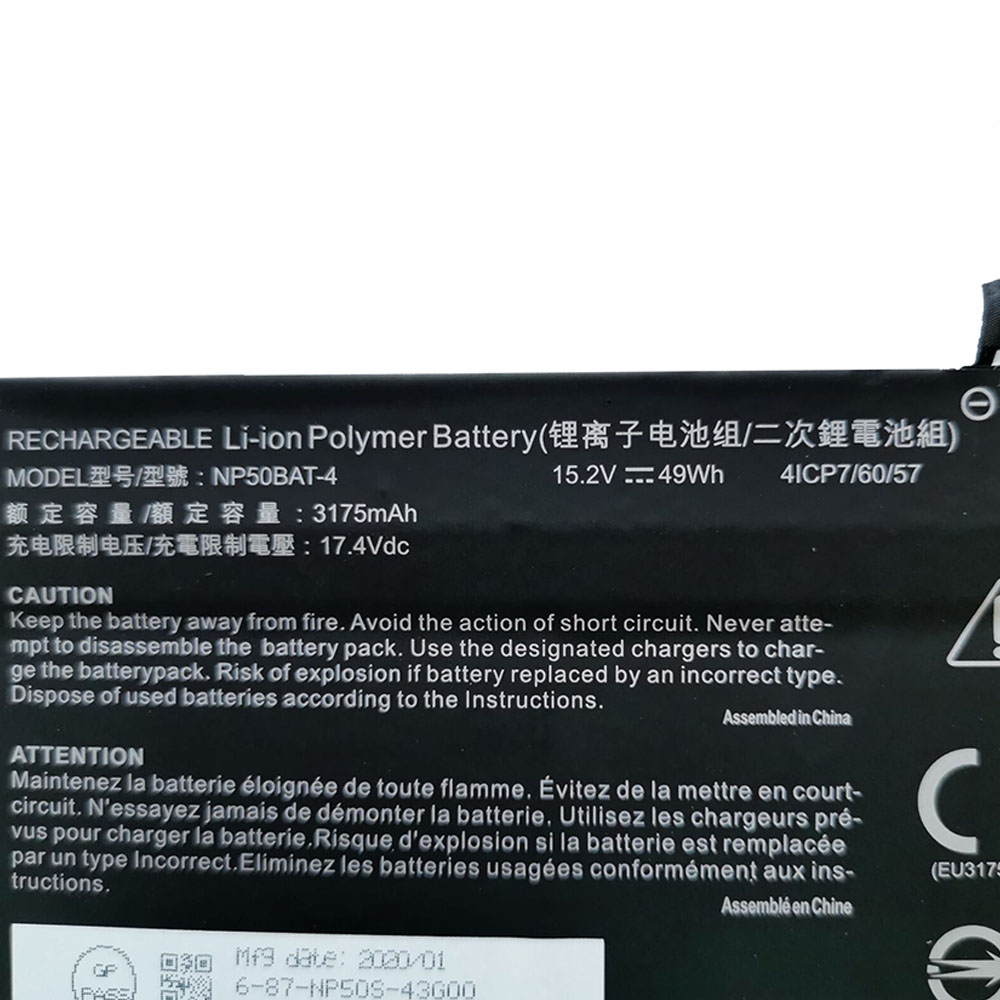 RECHARGEABLE Li-ion Polymer Battery(锂离子电池组/二次鋰電池組)
MODEL型号/型號 : NP50BAT-4 15.2V ⎓ 49Wh 4ICP7/60/57
额定容量/額定容量 : 3175mAh
充电限制电压/充電限制電壓 : 17.4Vdc
CAUTION
Keep the battery away from fire. Avoid the action of short circuit. Never atte-
mpt to disassemble the battery pack. Use the designated chargers to char-
ge the batterypack. Risk of explosion if battery replaced by an incorrect type.
Dispose of used batteries according to the Instructions.
Assembled in China
ATTENTION
Maintenez la batterie éloignée de toute flamme. Évitez de la mettre en court-
circuit. N'essayez jamais de démonter la batterie. Utilisez les chargeurs pré-
vus pour charger la batterie.Risque d'explosion si la batterie est remplacée
par un type Incorrect.Eliminez les batteries usagées conformément aux ins-
tructions.
Assemblé en Chine
(EU3175
GP
PASS
Mfg date: 2020/01
6-87-NP50S-43G00